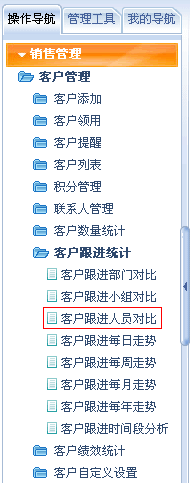 操作导航 管理工具 我的导航
销售管理
客户管理
客户添加
客户领用
客户提醒
客户列表
积分管理
联系人管理
客户数量统计
客户跟进统计
客户跟进部门对比
客户跟进小组对比
客户跟进人员对比
客户跟进每日走势
客户跟进每周走势
客户跟进每月走势
客户跟进每年走势
客户跟进时间段分析
客户绩效统计
客户自定义设置